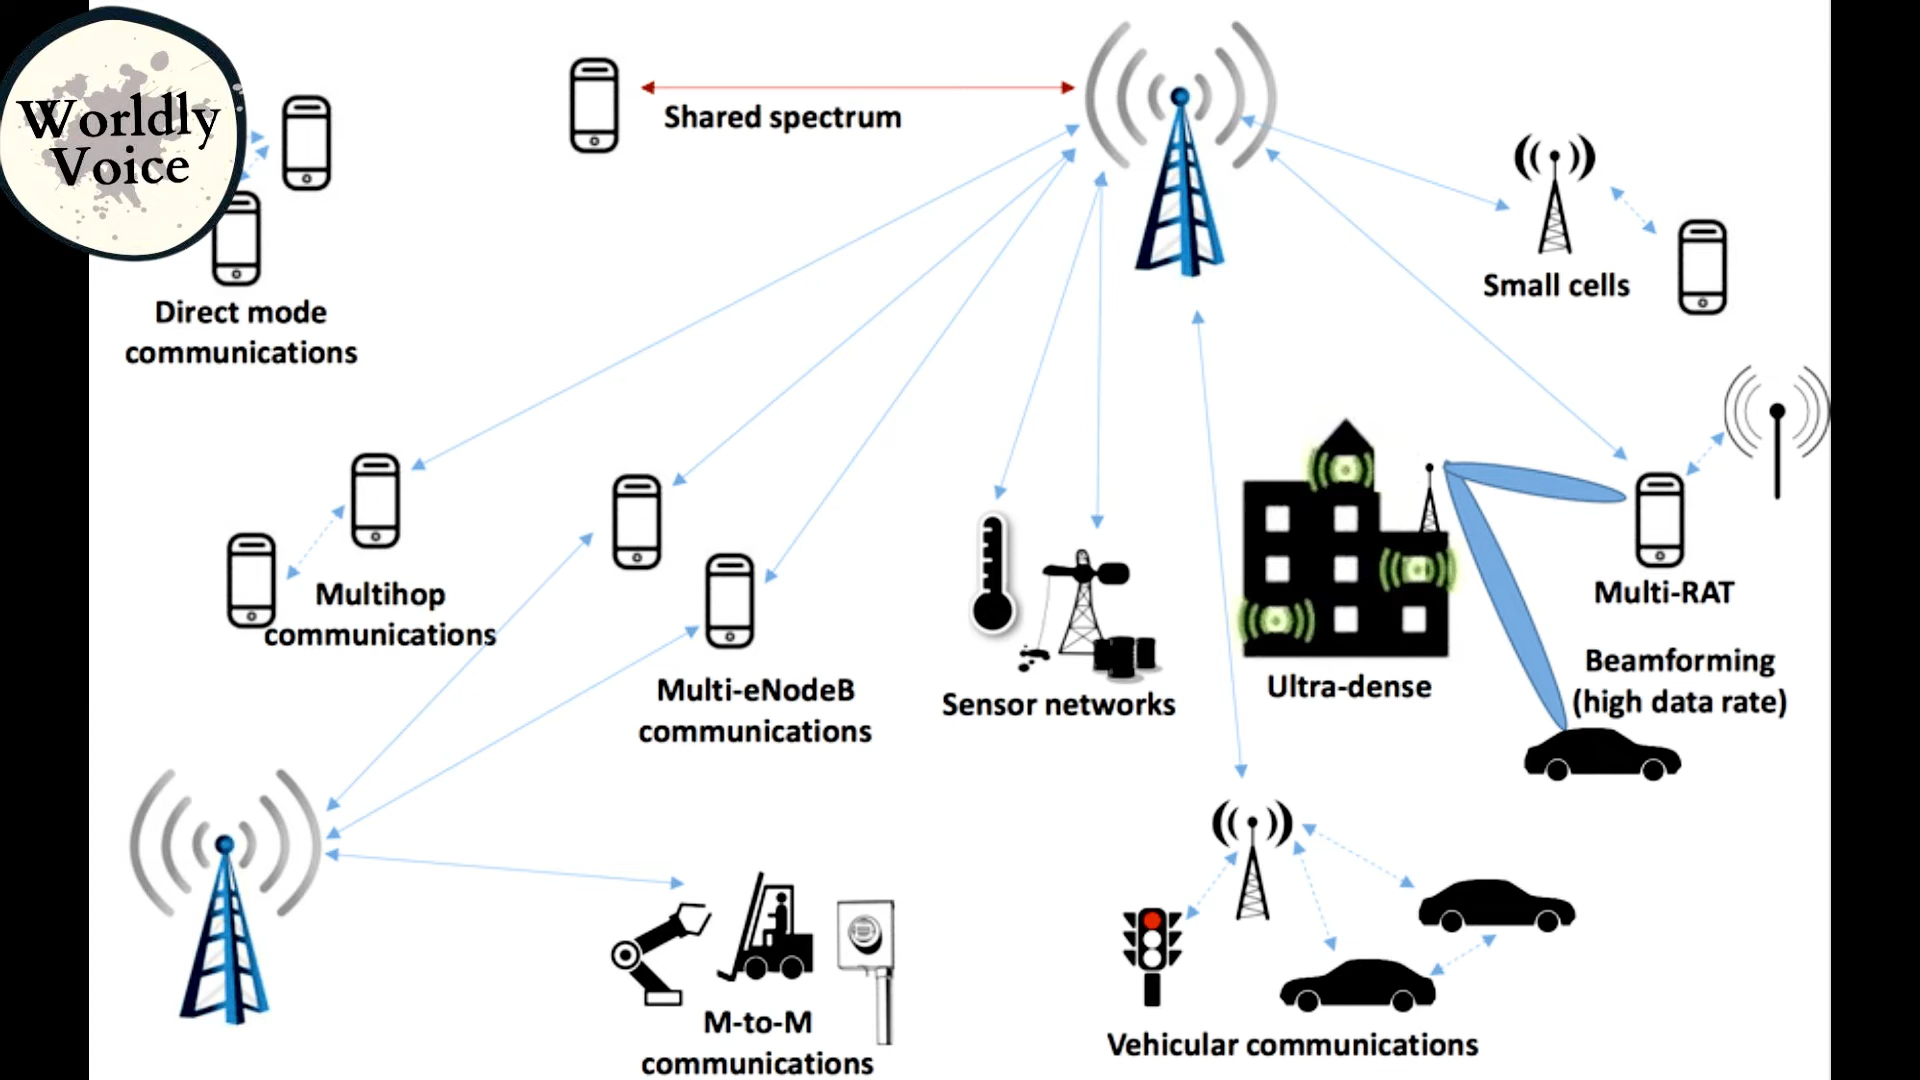 Worldly
Voice
Shared spectrum
Small cells
Direct mode
communications
Multihop
communications
Multi-RAT
Beamforming
(high data rate)
Multi-eNodeB
communications
Sensor networks
Ultra-dense
M-to-M
communications
Vehicular communications